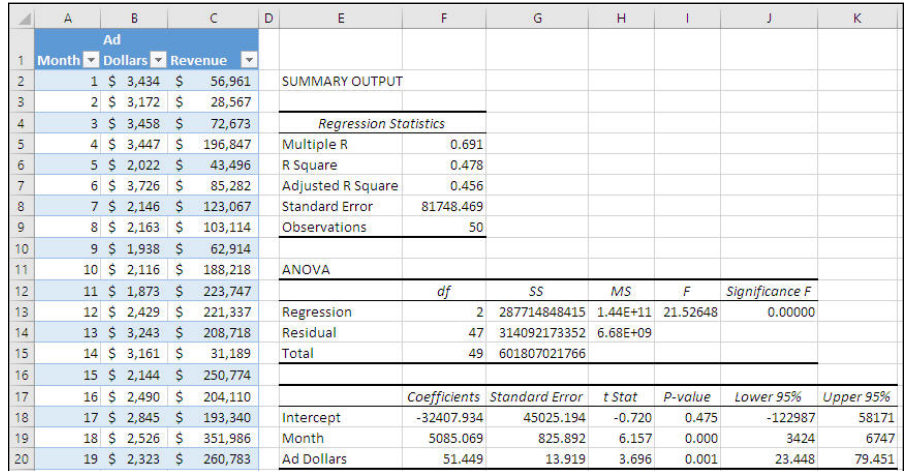 A B C D E F G H I J K
1 Month Ad Dollars Revenue
2 1 $ 3,434 $ 56,961 SUMMARY OUTPUT
3 2 $ 3,172 $ 28,567
4 3 $ 3,458 $ 72,673 Regression Statistics
5 4 $ 3,447 $ 196,847 Multiple R 0.691
6 5 $ 2,022 $ 43,496 R Square 0.478
7 6 $ 3,726 $ 85,282 Adjusted R Square 0.456
8 7 $ 2,146 $ 123,067 Standard Error 81748.469
9 8 $ 2,163 $ 103,114 Observations 50
10 9 $ 1,938 $ 62,914
11 10 $ 2,116 $ 188,218 ANOVA
12 11 $ 1,873 $ 223,747 df SS MS F Significance F
13 12 $ 2,429 $ 221,337 Regression 2 287714848415 1.44E+11 21.52648 0.00000
14 13 $ 3,243 $ 208,718 Residual 47 314092173352 6.68E+09
15 14 $ 3,161 $ 31,189 Total 49 601807021766
16 15 $ 2,144 $ 250,774
17 16 $ 2,490 $ 204,110 Coefficients Standard Error t Stat P-value Lower 95% Upper 95%
18 17 $ 2,845 $ 193,340 Intercept -32407.934 45025.194 -0.720 0.475 -122987 58171
19 18 $ 2,526 $ 351,986 Month 5085.069 825.892 6.157 0.000 3424 6747
20 19 $ 2,323 $ 260,783 Ad Dollars 51.449 13.919 3.696 0.001 23.448 79.451